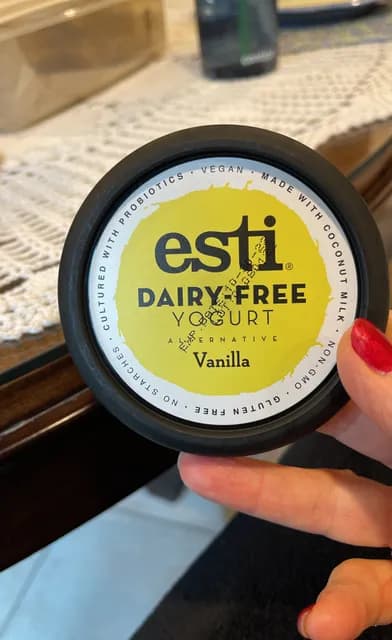 CULTURED WITH PROBIOTICS • VEGAN • MADE WITH COCONUT MILK • NON-GMO • GLUTEN FREE • NO STARCHES •
esti®
DAIRY-FREE
YOGURT
ALTERNATIVE
Vanilla